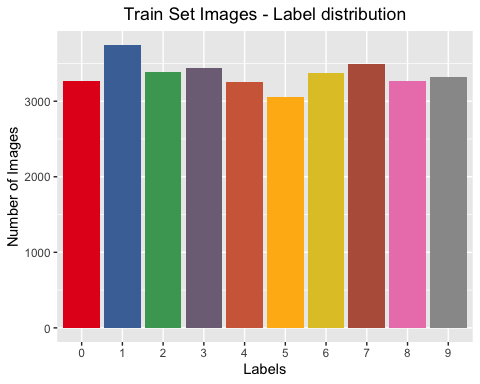 Train Set Images - Label distribution
Number of Images
3000
2000
1000
0
0 1 2 3 4 5 6 7 8 9
Labels